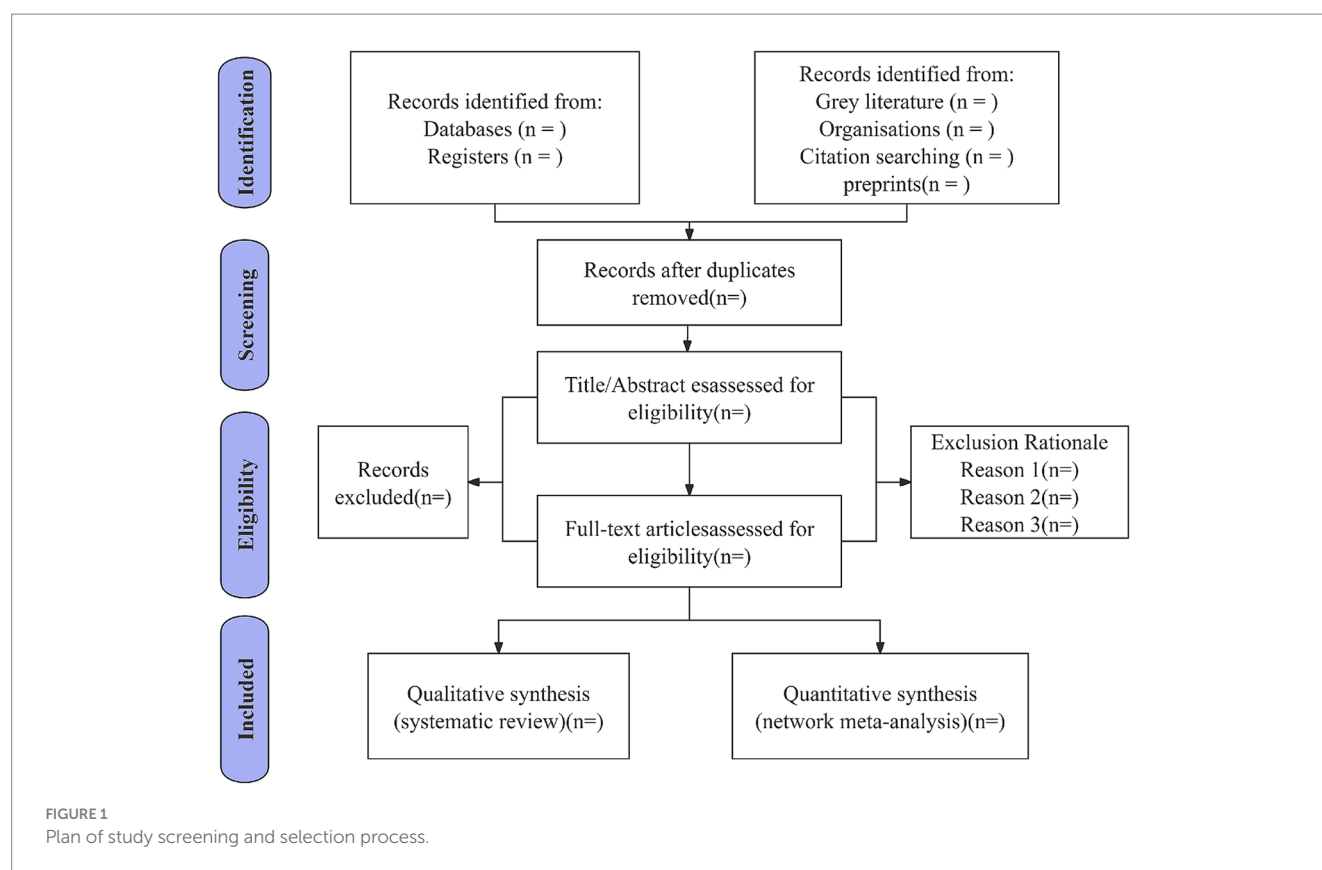 Identification
Records identified from:
Databases (n = )
Registers (n = )
Records identified from:
Grey literature (n = )
Organisations (n = )
Citation searching (n = )
preprints(n = )
Screening
Records after duplicates
removed(n=)
Title/Abstract esassessed for
eligibility(n=)
Eligibility
Records
excluded(n=)
Exclusion Rationale
Reason 1(n=)
Reason 2(n=)
Reason 3(n=)
Full-text articlesassessed for
eligibility(n=)
Included
Qualitative synthesis
(systematic review)(n=)
Quantitative synthesis
(network meta-analysis)(n=)
FIGURE 1
Plan of study screening and selection process.